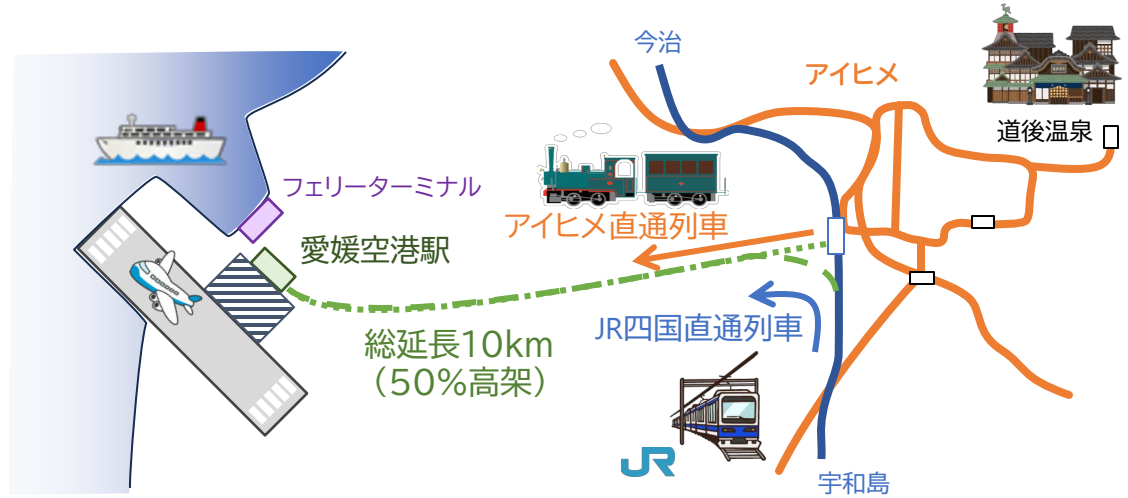 今治
アイヒメ
道後温泉
フェリーターミナル
アイヒメ直通列車
愛媛空港駅
JR四国直通列車
総延長10km
（50%高架）
JR
宇和島